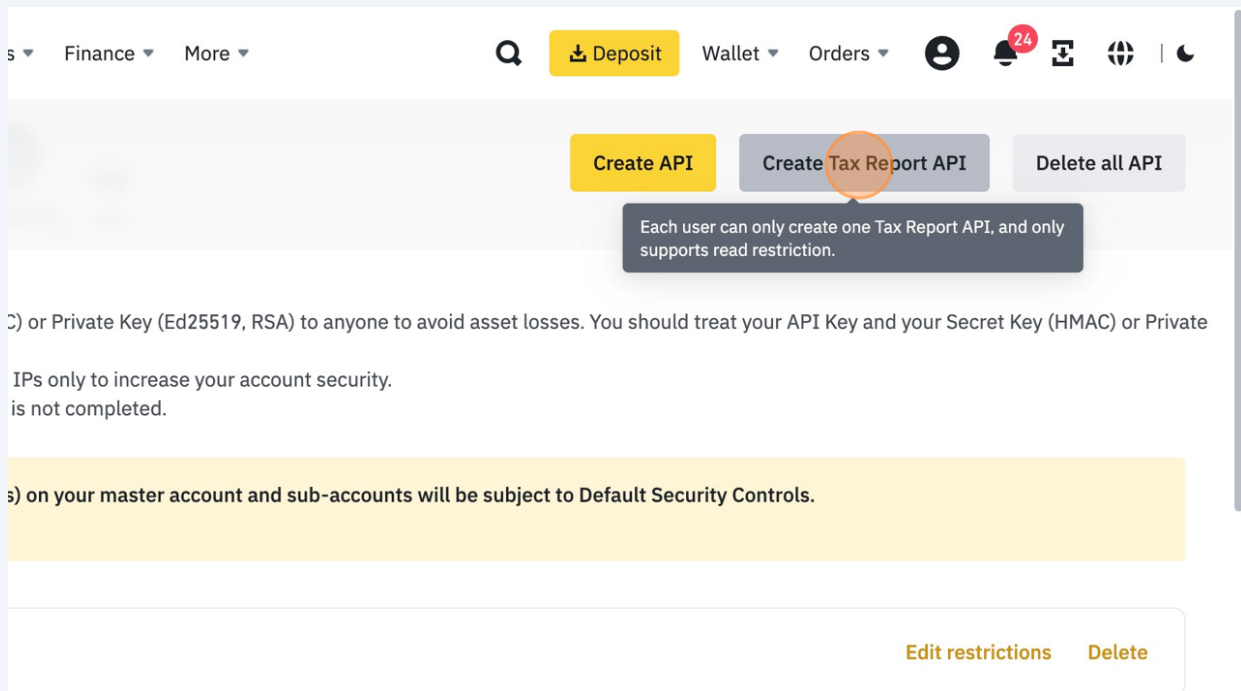 s Finance More Deposit Wallet Orders 24
Create API Create Tax Report API Delete all API
Each user can only create one Tax Report API, and only
supports read restriction.
C) or Private Key (Ed25519, RSA) to anyone to avoid asset losses. You should treat your API Key and your Secret Key (HMAC) or Private
IPs only to increase your account security.
is not completed.
s) on your master account and sub-accounts will be subject to Default Security Controls.
Edit restrictions Delete